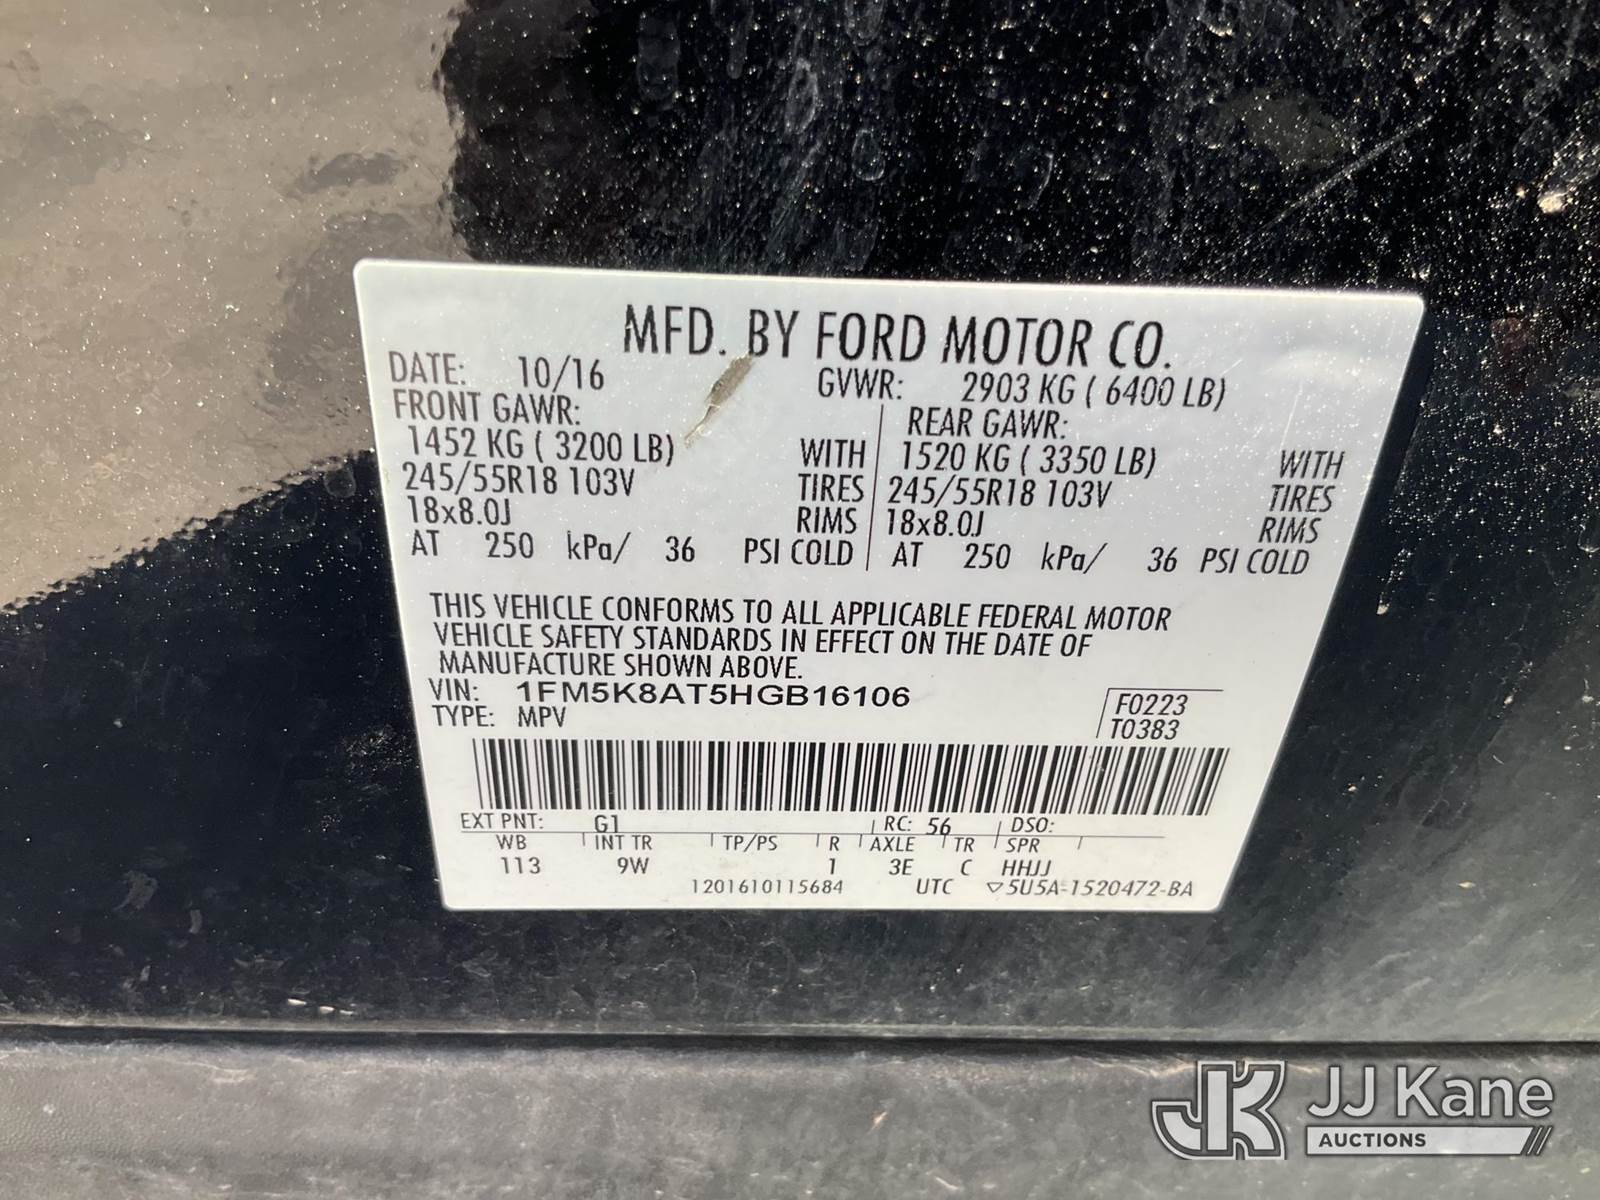 MFD. BY FORD MOTOR CO.
DATE: 10/16 GVWR: 2903 KG ( 6400 LB)
FRONT GAWR: REAR GAWR:
1452 KG ( 3200 LB) WITH 1520 KG ( 3350 LB) WITH
245/55R18 103V TIRES 245/55R18 103V TIRES
18x8.0J RIMS 18x8.0J RIMS
AT 250 kPa/ 36 PSI COLD AT 250 kPa/ 36 PSI COLD
THIS VEHICLE CONFORMS TO ALL APPLICABLE FEDERAL MOTOR
VEHICLE SAFETY STANDARDS IN EFFECT ON THE DATE OF
MANUFACTURE SHOWN ABOVE.
VIN: 1FM5K8AT5HGB16106 F0223
TYPE: MPV T0383
EXT PNT: G1 RC: 56 DSO:
WB INT TR TP/PS R AXLE TR SPR
113 9W 1 3E C HHJJ
1201610115684 UTC ▽5U5A-1520472-BA
JK JJ Kane
AUCTIONS